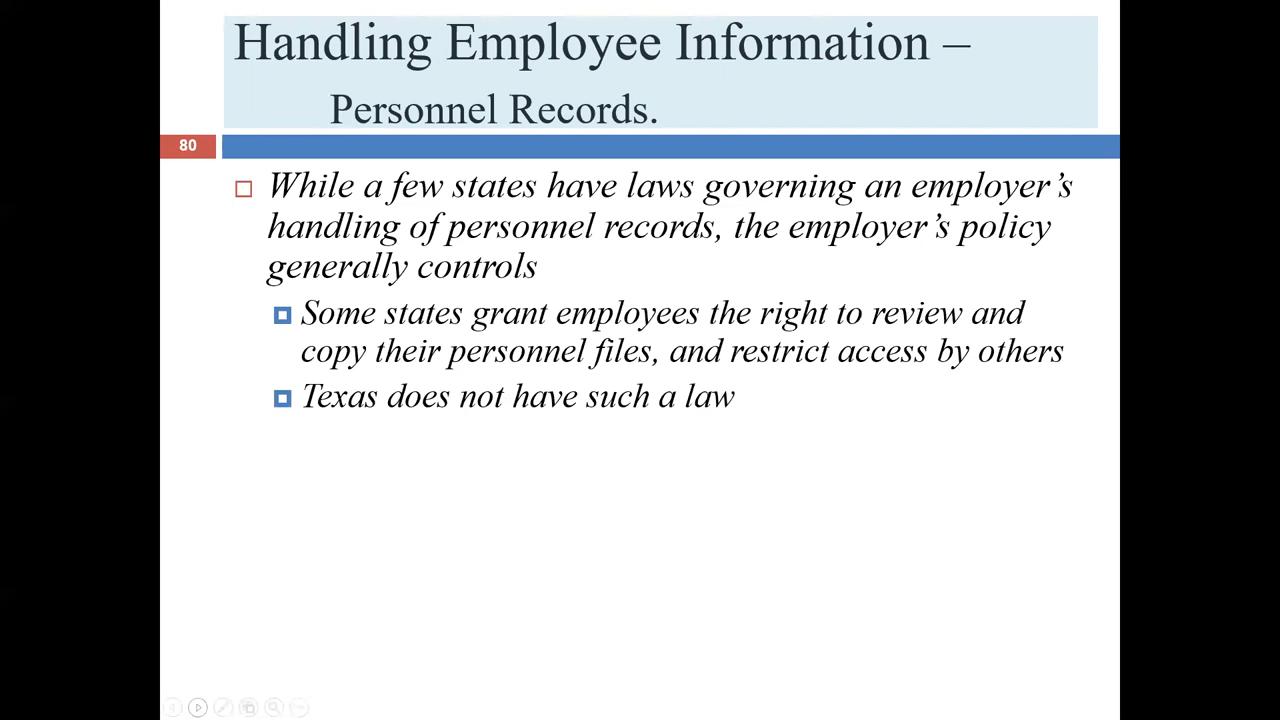 Handling Employee Information –
Personnel Records.
80
While a few states have laws governing an employer’s
handling of personnel records, the employer’s policy
generally controls
Some states grant employees the right to review and
copy their personnel files, and restrict access by others
Texas does not have such a law